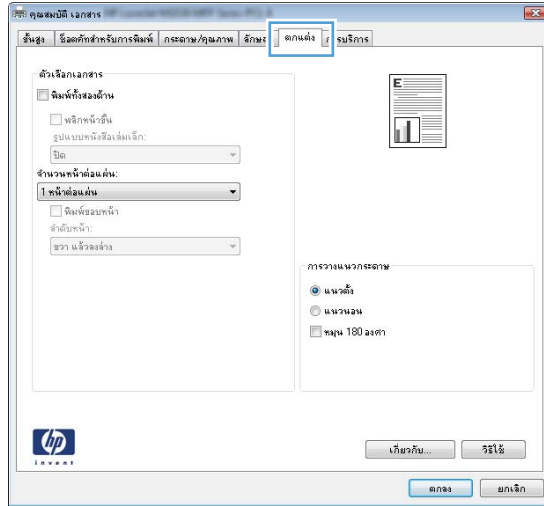 คุณสมบัติ เอกสาร
ขั้นสูง ช็อตคัทสำหรับการพิมพ์ กระดาษ/คุณภาพ ตกแต่ง การบริการ
ตัวเลือกเอกสาร
พิมพ์ทั้งสองด้าน
พลิกหน้าขึ้น
รูปแบบหนังสือเล่มเล็ก:
ปิด
จำนวนหน้าต่อแผ่น:
1 หน้าต่อแผ่น
พิมพ์ขอบหน้า
ลำดับหน้า:
ขวา แล้วลงล่าง
E
การวางแนวกระดาษ
แนวตั้ง
แนวนอน
หมุน 180 องศา
hp
invent
เกี่ยวกับ... วิธีใช้
ตกลง ยกเลิก